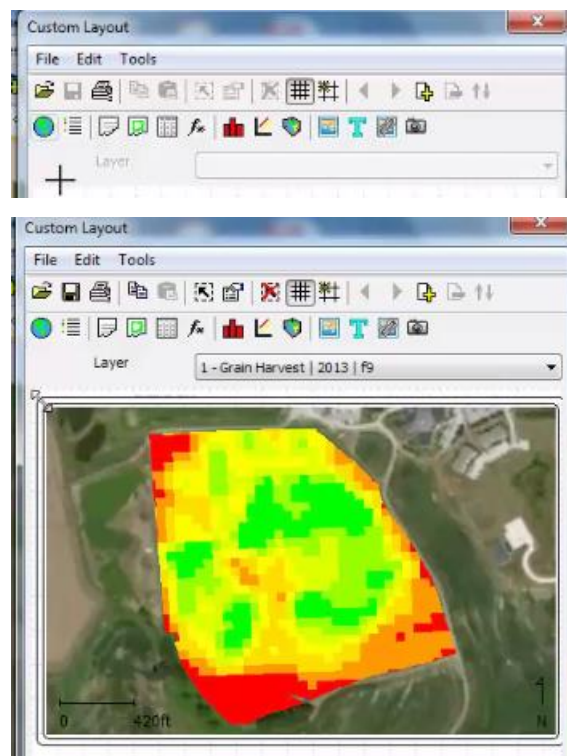 Custom Layout
File Edit Tools
Layer
Custom Layout
File Edit Tools
Layer
1 - Grain Harvest | 2013 | f9
0 420ft
N